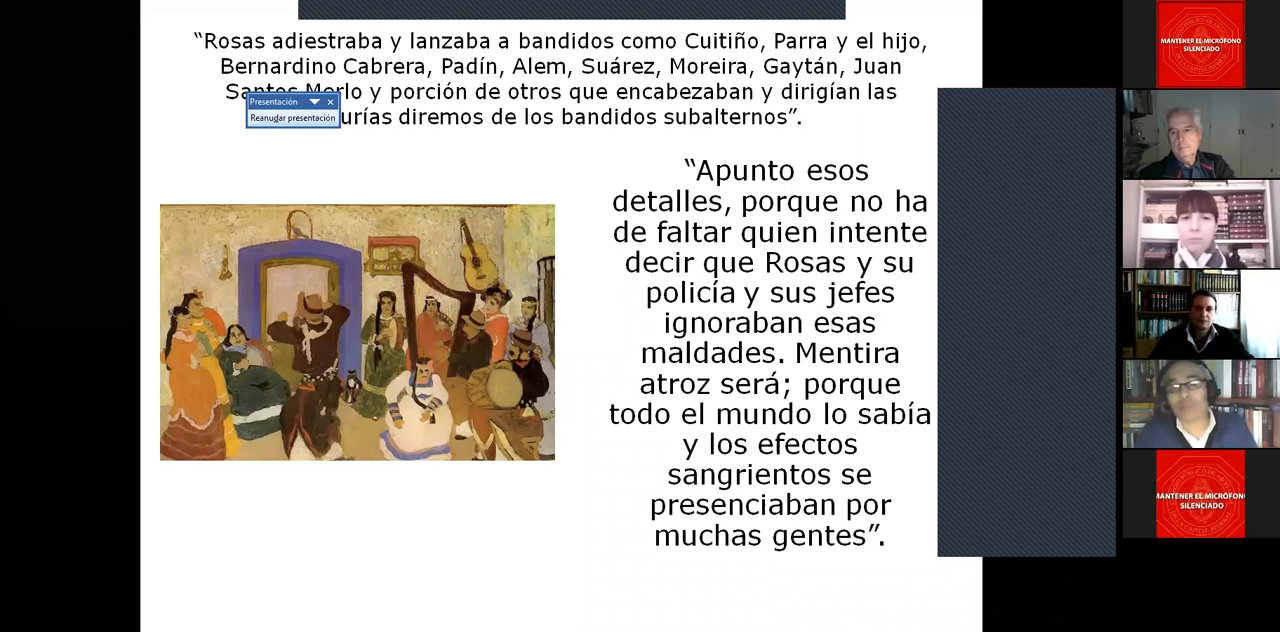 “Rosas adiestraba y lanzaba a bandidos como Cuitiño, Parra y el hijo,
Bernardino Cabrera, Padín, Alem, Suárez, Moreira, Gaytán, Juan
Santos Merlo y porción de otros que encabezaban y dirigían las
urías diremos de los bandidos subalternos”.
Presentación
Reanudar presentación
“Apunto esos
detalles, porque no ha
de faltar quien intente
decir que Rosas y su
policía y sus jefes
ignoraban esas
maldades. Mentira
atroz será; porque
todo el mundo lo sabía
y los efectos
sangrientos se
presenciaban por
muchas gentes”.
MANTENER EL MICRÓFONO
SILENCIADO
MANTENER EL MICRÓFONO
SILENCIADO